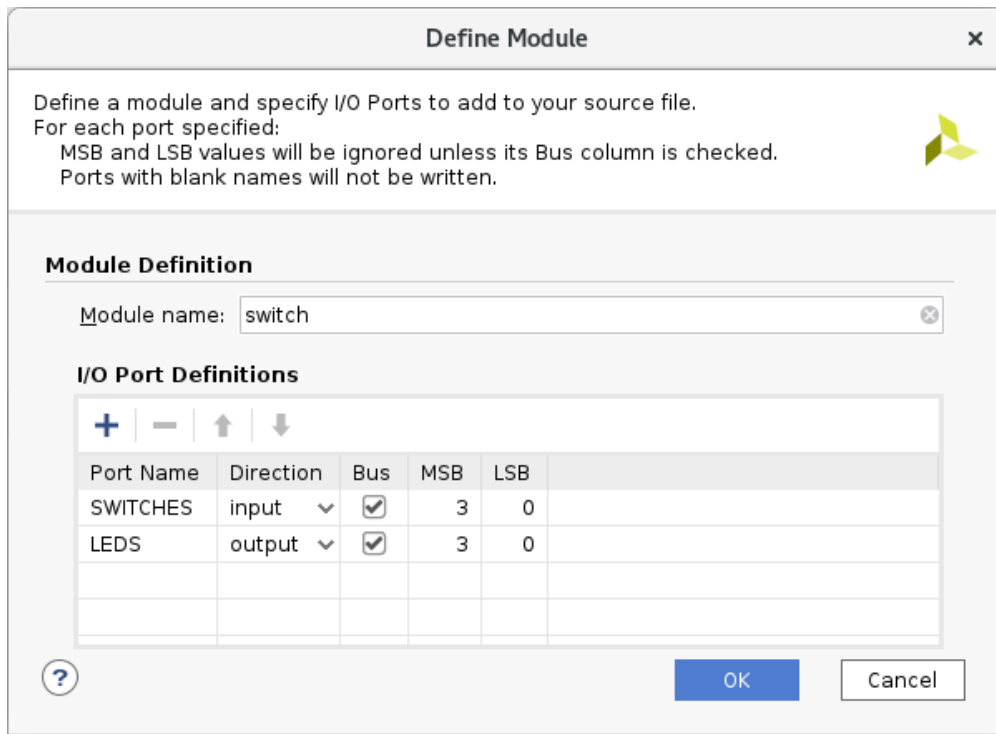 Define Module
Define a module and specify I/O Ports to add to your source file.
For each port specified:
MSB and LSB values will be ignored unless its Bus column is checked.
Ports with blank names will not be written.
Module Definition
Module name: switch
I/O Port Definitions
Port Name Direction Bus MSB LSB
SWITCHES input 3 0
LEDS output 3 0
? OK Cancel